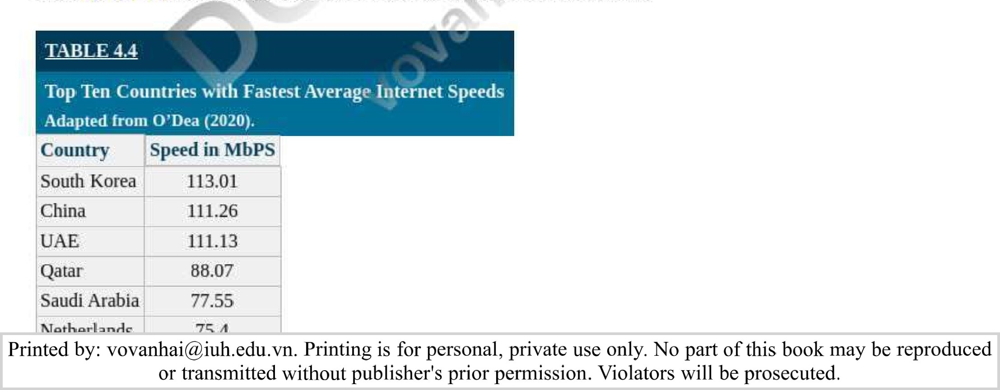 TABLE 4.4
Top Ten Countries with Fastest Average Internet Speeds
Adapted from O'Dea (2020).
Country Speed in MbPS
South Korea 113.01
China 111.26
UAE 111.13
Qatar 88.07
Saudi Arabia 77.55
Netherlands 75.4
Printed by: vovanhai@iuh.edu.vn. Printing is for personal, private use only. No part of this book may be reproduced
or transmitted without publisher's prior permission. Violators will be prosecuted.